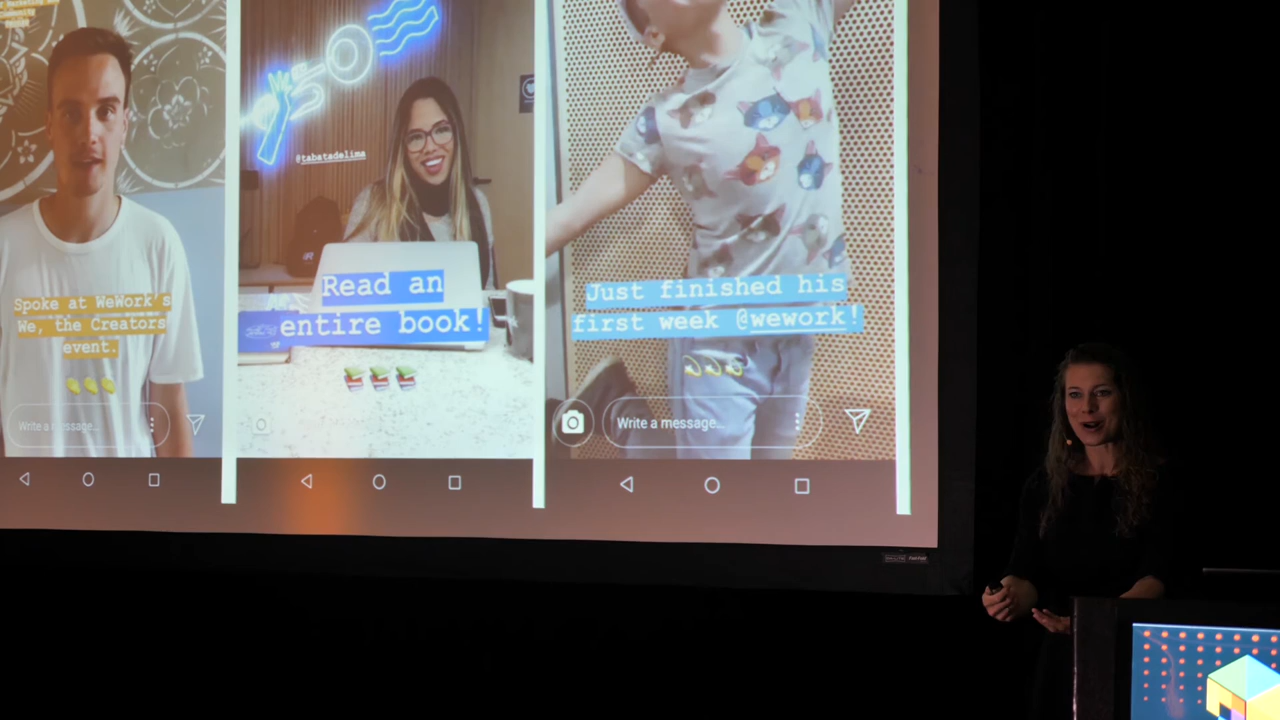 Spoke at WeWork's
We, the Creators
event.
Write a message...
@tabatadelima
Read an
entire book!
Just finished his
first week @wework!
Write a message...